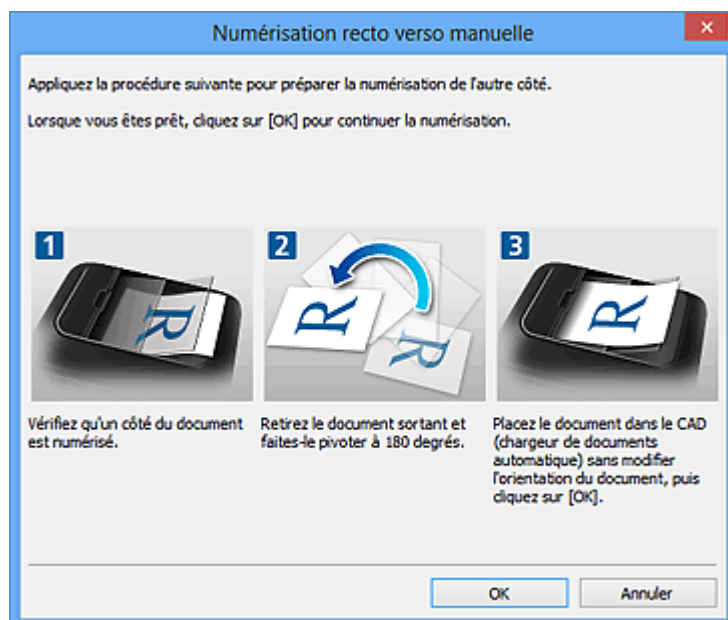 Numérisation recto verso manuelle
Appliquez la procédure suivante pour préparer la numérisation de l'autre côté.
Lorsque vous êtes prêt, cliquez sur [OK] pour continuer la numérisation.
1
R
Vérifiez qu'un côté du document
est numérisé.
2
R
R
Retirez le document sortant et
faites-le pivoter à 180 degrés.
3
R
Placez le document dans le CAD
(chargeur de documents
automatique) sans modifier
l'orientation du document, puis
cliquez sur [OK].
OK
Annuler